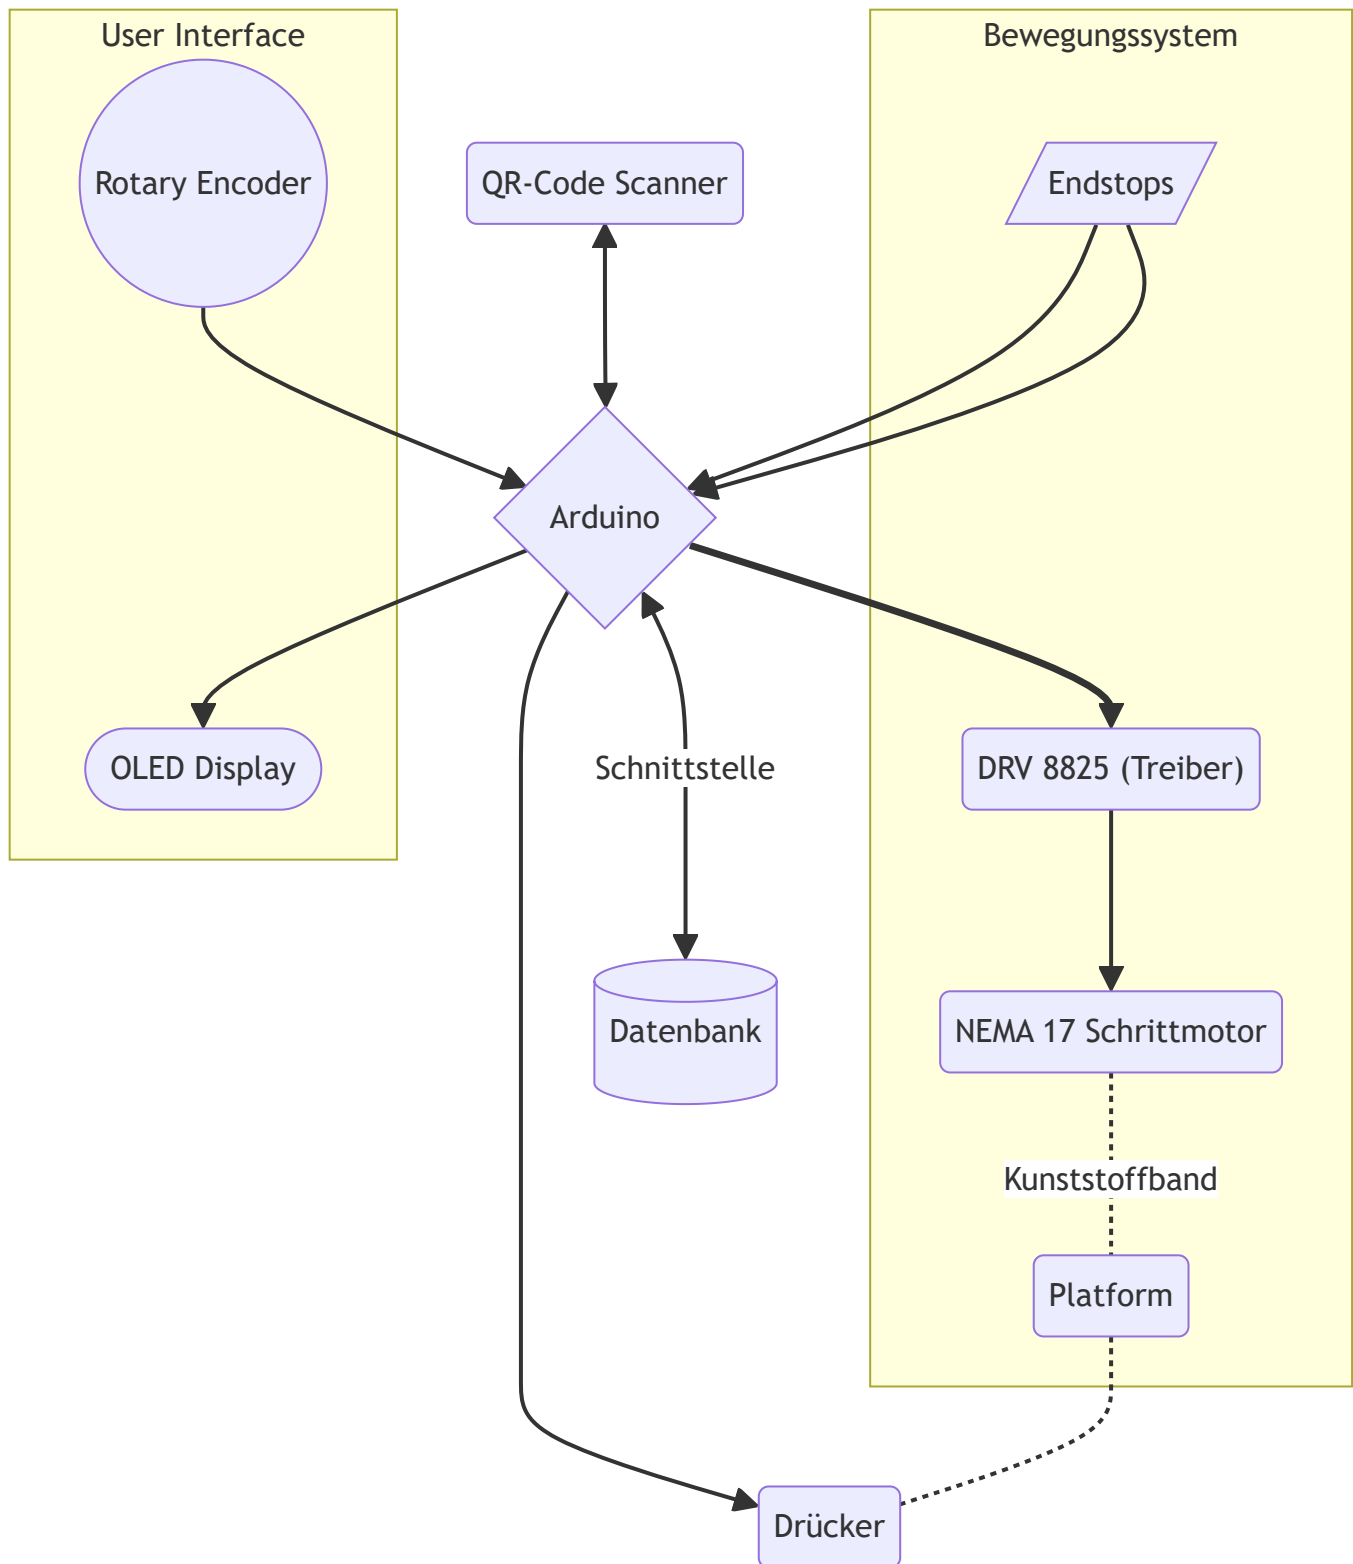 User Interface
Bewegungssystem
Rotary Encoder
QR-Code Scanner
Endstops
Arduino
OLED Display
Schnittstelle
DRV 8825 (Treiber)
Datenbank
NEMA 17 Schrittmotor
Kunststoffband
Platform
Drücker